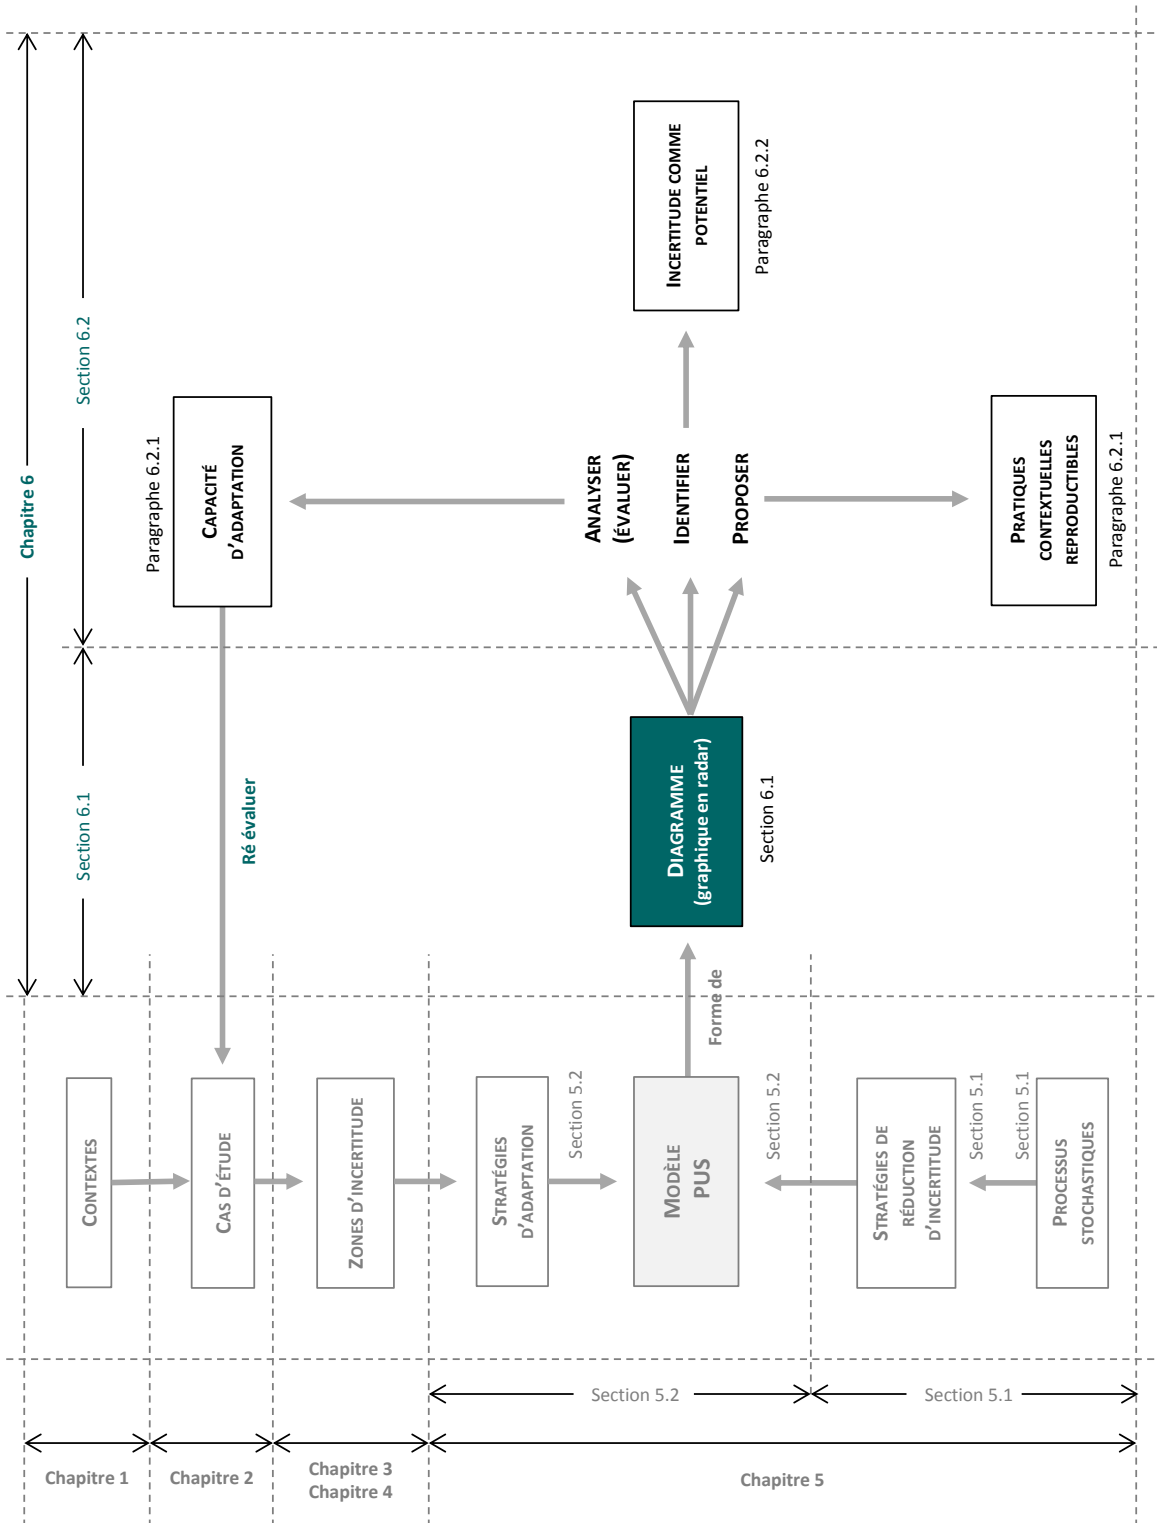 Chapitre 6
Section 6.1
Section 6.2
CONTEXTES
CAS D'ÉTUDE
Ré évaluer
CAPACITÉ
D'ADAPTATION
Paragraphe 6.2.1
ZONES D'INCERTITUDE
STRATÉGIES
D'ADAPTATION
Section 5.2
MODÈLE
PUS
Forme de
DIAGRAMME
(graphique en radar)
Section 6.1
ANALYSER
(ÉVALUER)
IDENTIFIER
PROPOSER
INCERTITUDE COMME
POTENTIEL
Paragraphe 6.2.2
Section 5.2
STRATÉGIES DE
RÉDUCTION
D'INCERTITUDE
Section 5.1
Section 5.1
PROCESSUS
STOCHASTIQUES
PRATIQUES
CONTEXTUELLES
REPRODUCTIBLES
Paragraphe 6.2.1
Section 5.2
Section 5.1
Chapitre 1
Chapitre 2
Chapitre 3
Chapitre 4
Chapitre 5